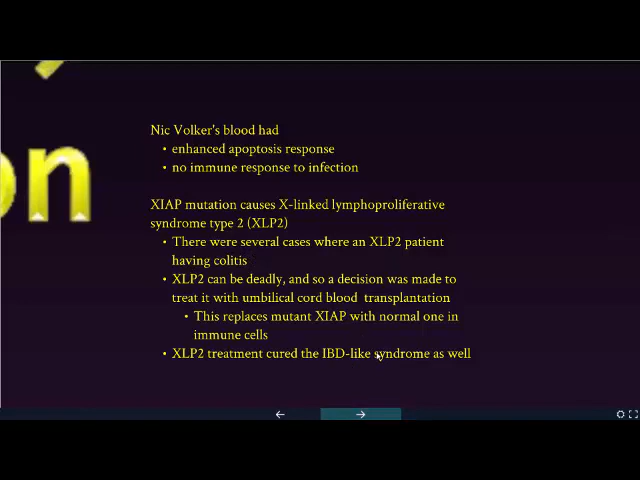 on
Nic Volker's blood had
• enhanced apoptosis response
• no immune response to infection
XIAP mutation causes X-linked lymphoproliferative
syndrome type 2 (XLP2)
• There were several cases where an XLP2 patient
having colitis
• XLP2 can be deadly, and so a decision was made to
treat it with umbilical cord blood transplantation
• This replaces mutant XIAP with normal one in
immune cells
• XLP2 treatment cured the IBD-like syndrome as well